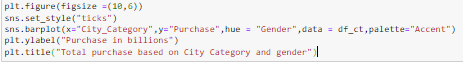 plt.figure(figsize =(10,6))
sns.set_style("ticks")
sns.barplot(x="City_Category",y="Purchase",hue = "Gender",data = df_ct,palette="Accent")
plt.ylabel("Purchase in billions")
plt.title("Total purchase based on City Category and gender")